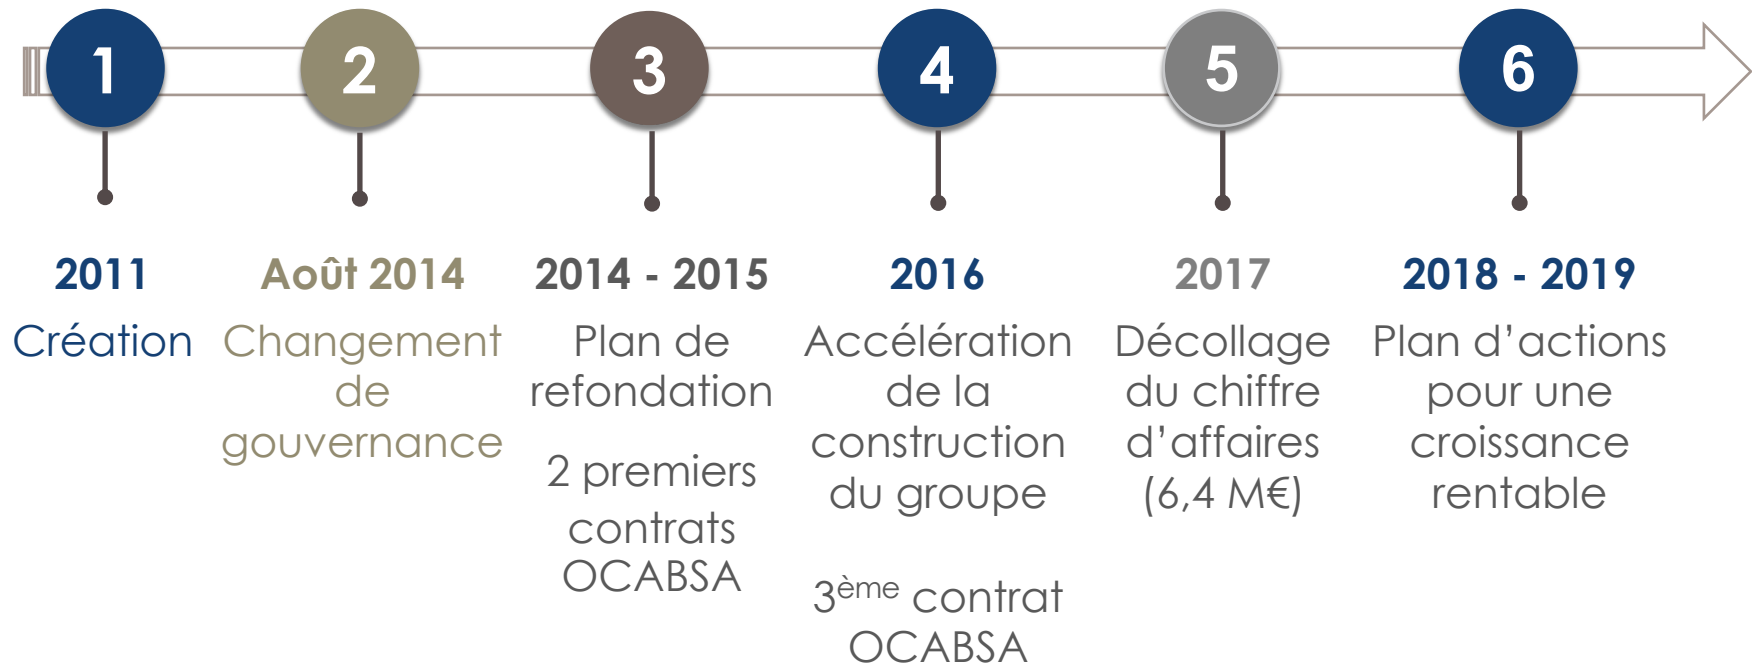 1
2011
Création
2
Août 2014
Changement
de
gouvernance
3
2014 - 2015
Plan de
refondation
2 premiers
contrats
OCABSA
4
2016
Accélération
de la
construction
du groupe
3ème contrat
OCABSA
5
2017
Décollage
du chiffre
d’affaires
(6,4 M€)
6
2018 - 2019
Plan d’actions
pour une
croissance
rentable